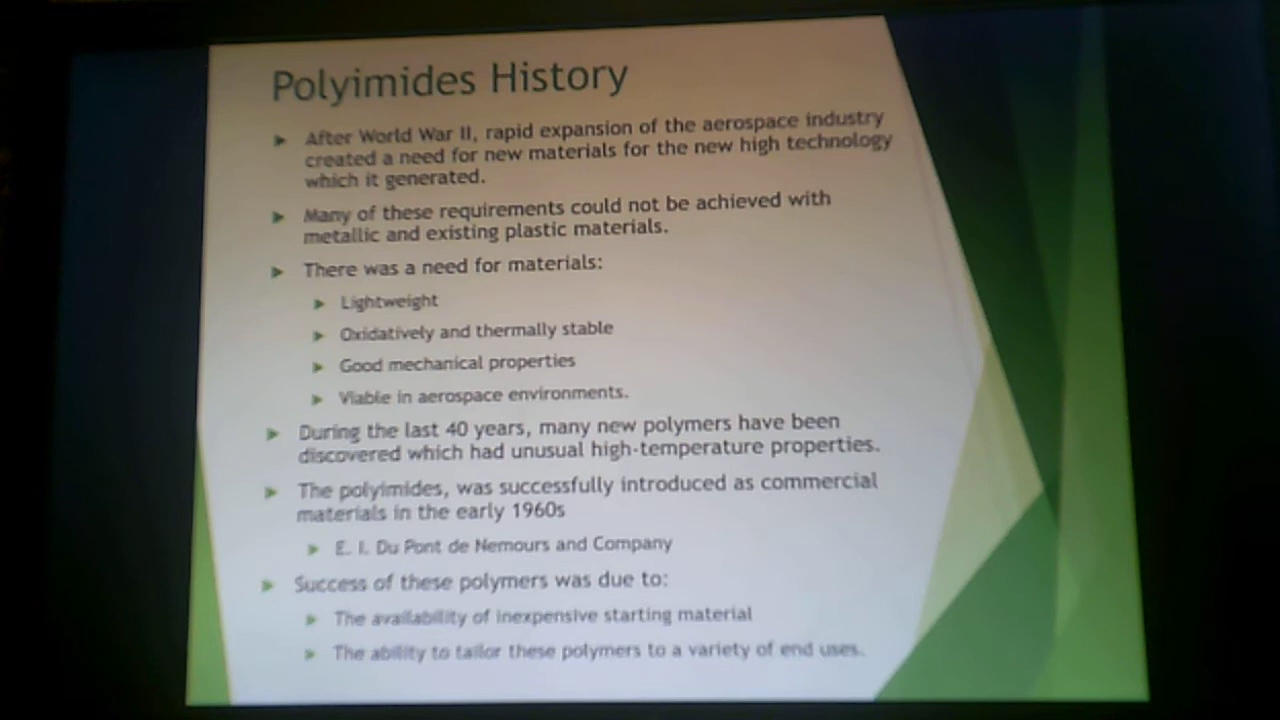 Polyimides History
After World War II, rapid expansion of the aerospace industry
created a need for new materials for the new high technology
which it generated.
Many of these requirements could not be achieved with
metallic and existing plastic materials.
There was a need for materials:
Lightweight
Oxidatively and thermally stable
Good mechanical properties
Viable in aerospace environments.
During the last 40 years, many new polymers have been
discovered which had unusual high-temperature properties.
The polyimides, was successfully introduced as commercial
materials in the early 1960s
E. I. Du Pont de Nemours and Company
Success of these polymers was due to:
The availability of inexpensive starting material
The ability to tailor these polymers to a variety of end uses.